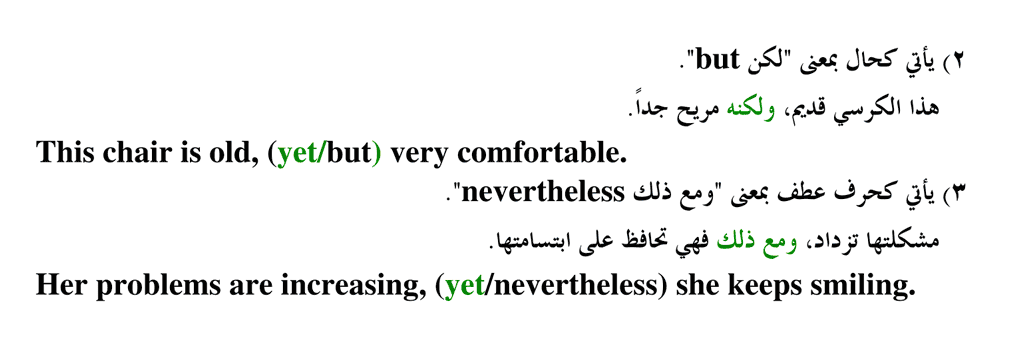 ٢) يأتي كحال بمعنى "لكن but".
هذا الكرسي قديم، ولكنه مريح جداً.
This chair is old, (yet/but) very comfortable.
٣) يأتي كحرف عطف بمعنى "ومع ذلك nevertheless".
مشكلتها تزداد، ومع ذلك فهي تحافظ على ابتسامتها.
Her problems are increasing, (yet/nevertheless) she keeps smiling.